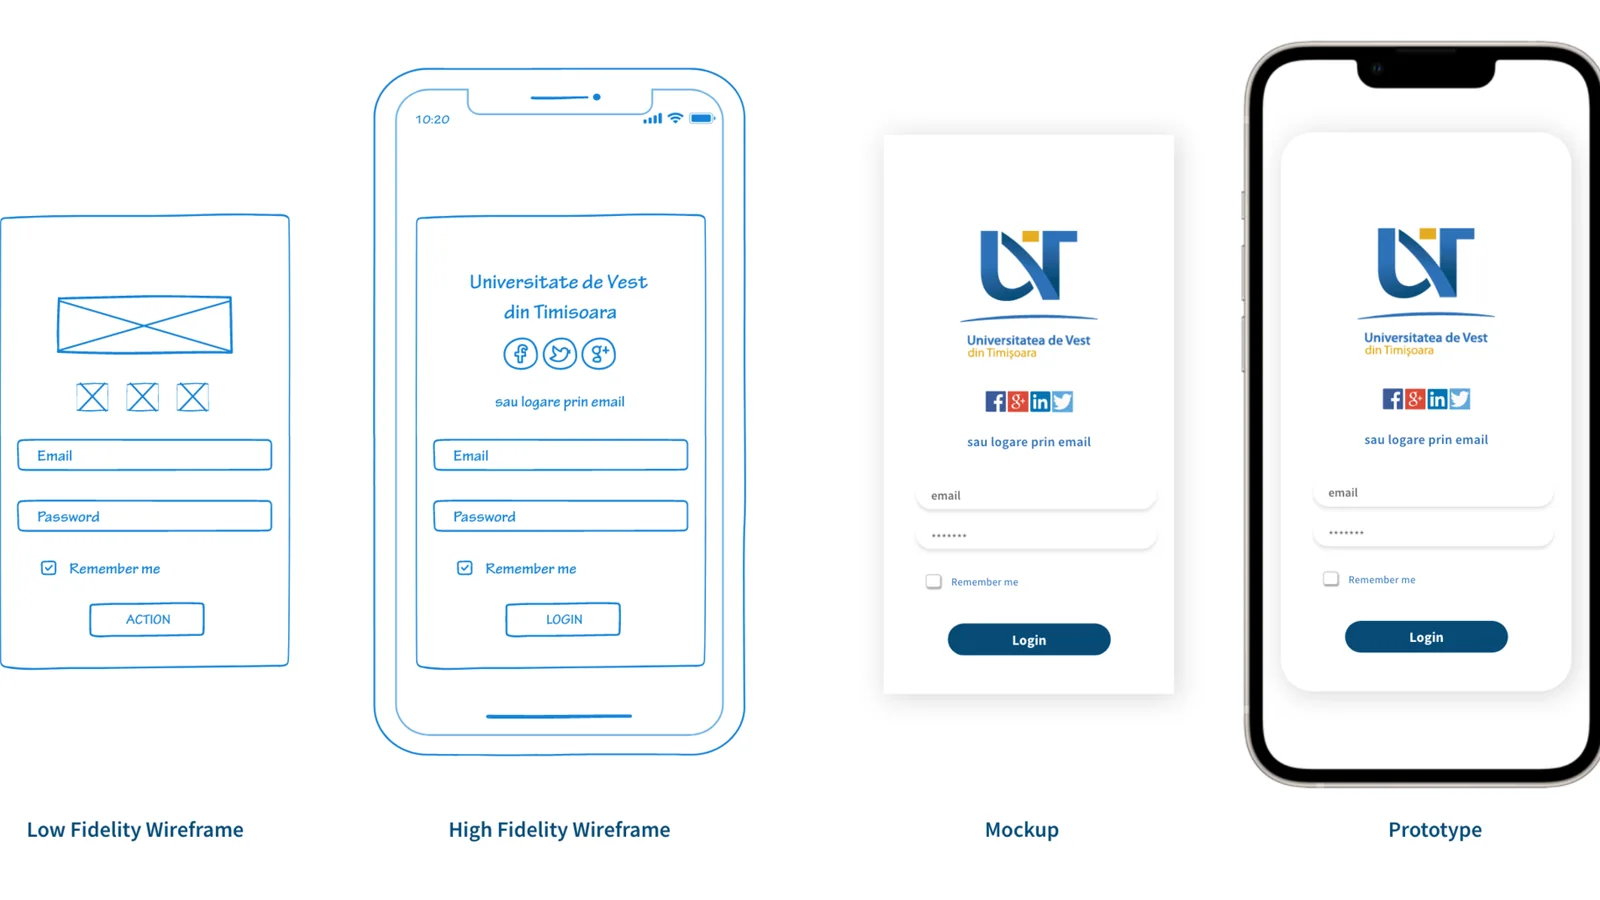 Email
Password
Remember me
ACTION
Low Fidelity Wireframe
10:20
Universitate de Vest
din Timisoara
sau logare prin email
Email
Password
Remember me
LOGIN
High Fidelity Wireframe
UVT
Universitatea de Vest
din Timişoara
sau logare prin email
email
•••••••
Remember me
Login
Mockup
UVT
Universitatea de Vest
din Timişoara
sau logare prin email
email
•••••••
Remember me
Login
Prototype